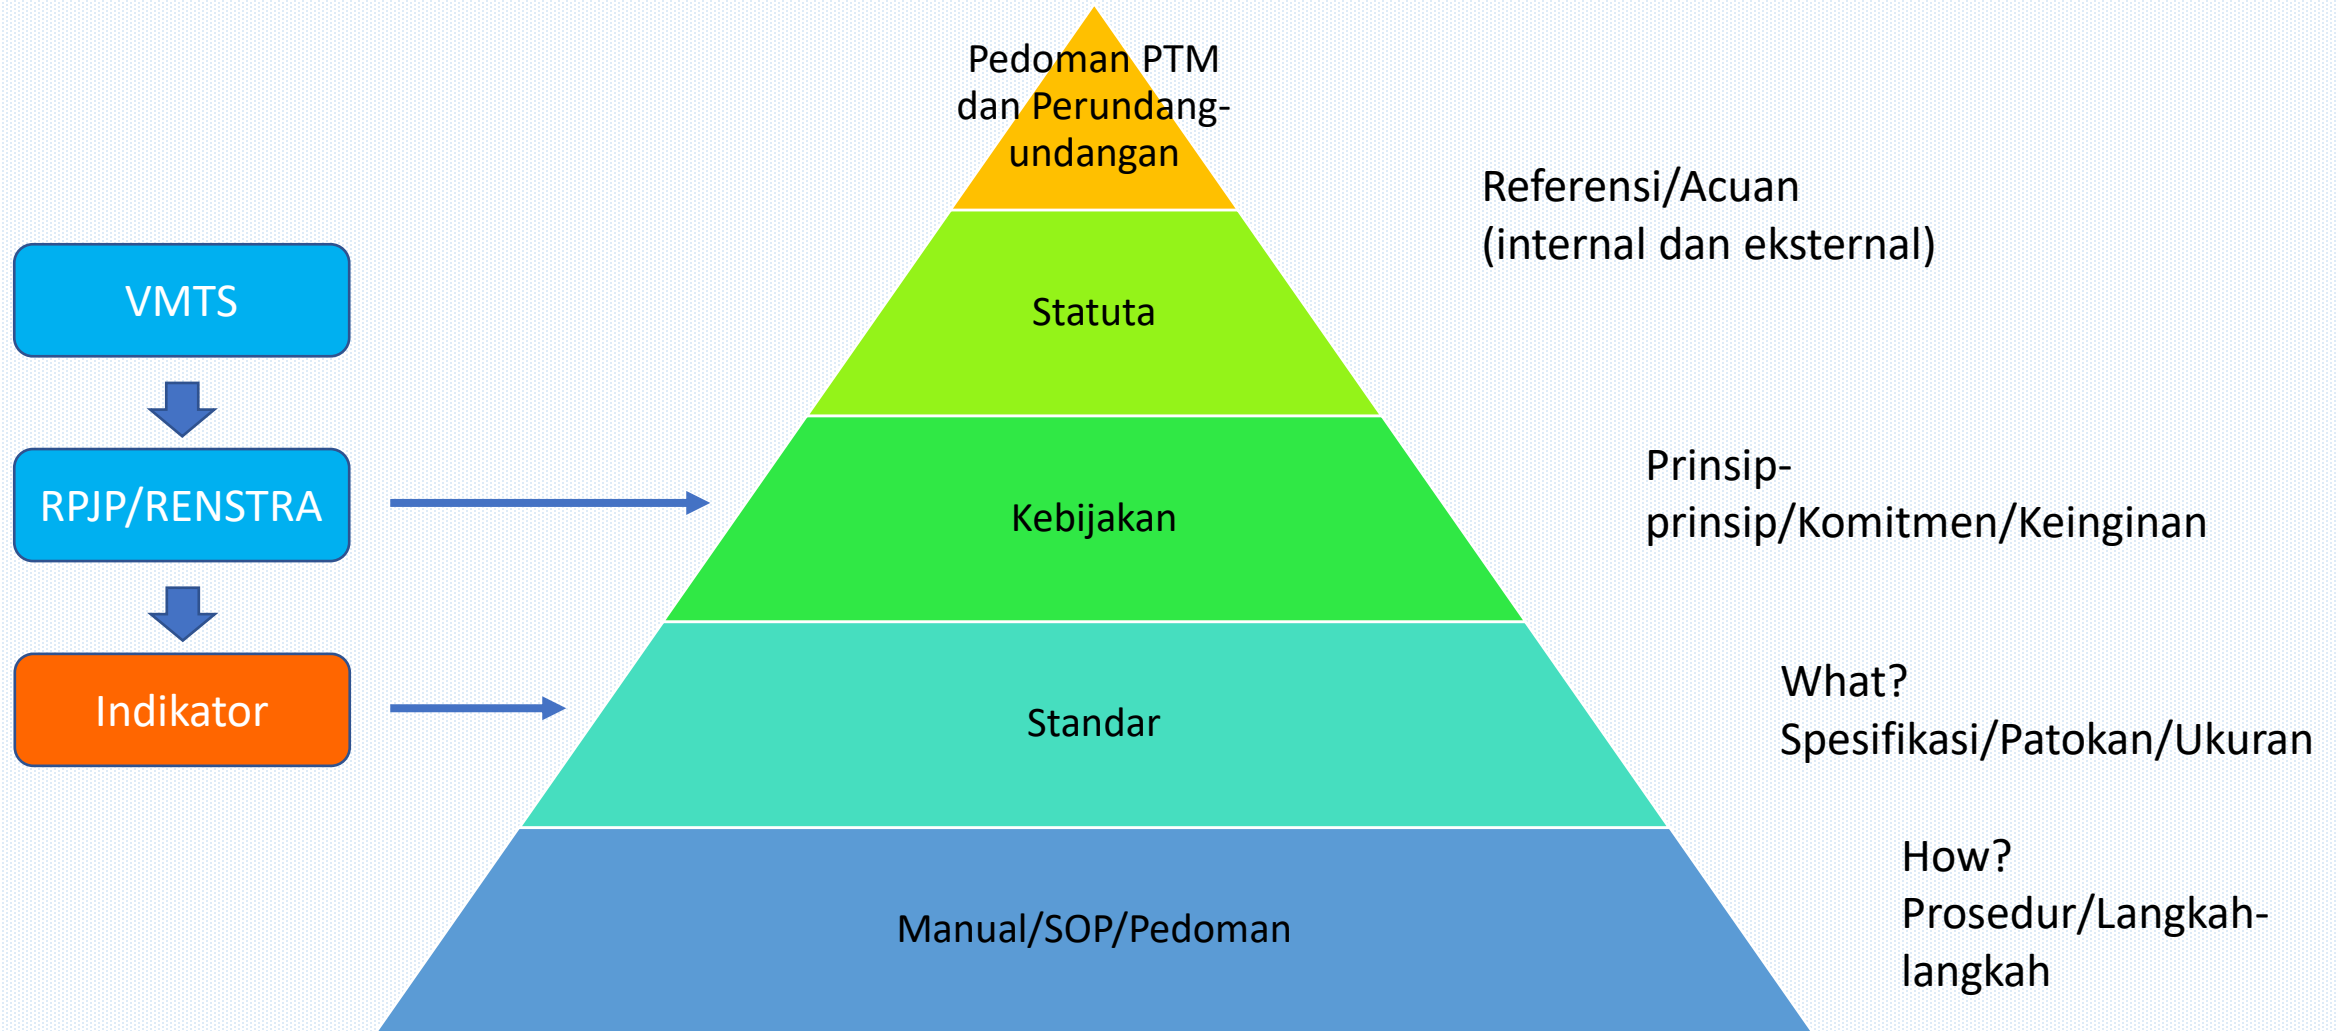 Pedoman PTM
dan Perundang-
undangan
Statuta
Kebijakan
Standar
Manual/SOP/Pedoman
VMTS
RPJP/RENSTRA
Indikator
Referensi/Acuan
(internal dan eksternal)
Prinsip-
prinsip/Komitmen/Keinginan
What?
Spesifikasi/Patokan/Ukuran
How?
Prosedur/Langkah-
langkah